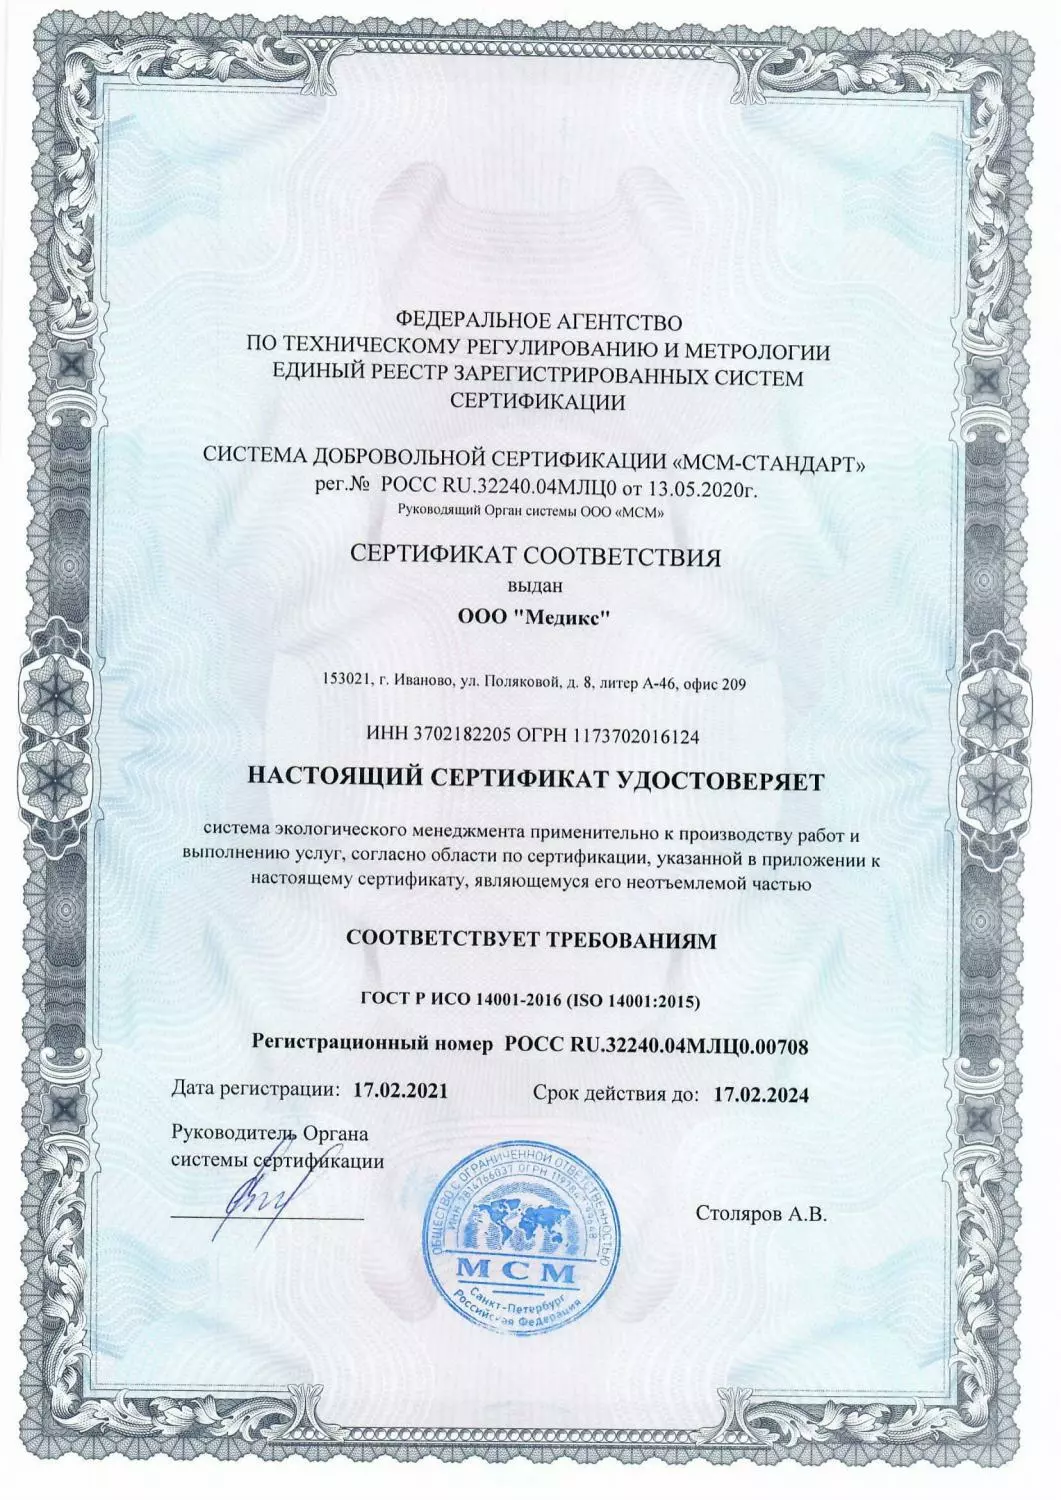 ФЕДЕРАЛЬНОЕ АГЕНТСТВО
ПО ТЕХНИЧЕСКОМУ РЕГУЛИРОВАНИЮ И МЕТРОЛОГИИ
ЕДИНЫЙ РЕЕСТР ЗАРЕГИСТРИРОВАННЫХ СИСТЕМ
СЕРТИФИКАЦИИ
СИСТЕМА ДОБРОВОЛЬНОЙ СЕРТИФИКАЦИИ «МСМ-СТАНДАРТ»
рег.№ РОСС RU.32240.04МЛЦ0 от 13.05.2020г.
Руководящий Орган системы ООО «МСМ»
СЕРТИФИКАТ СООТВЕТСТВИЯ
выдан
ООО "Медикс"
153021, г. Иваново, ул. Поляковой, д. 8, литер А-46, офис 209
ИНН 3702182205 ОГРН 1173702016124
НАСТОЯЩИЙ СЕРТИФИКАТ УДОСТОВЕРЯЕТ
система экологического менеджмента применительно к производству работ и
выполнению услуг, согласно области по сертификации, указанной в приложении к
настоящему сертификату, являющемуся его неотъемлемой частью
СООТВЕТСТВУЕТ ТРЕБОВАНИЯМ
ГОСТ Р ИСО 14001-2016 (ISO 14001:2015)
Регистрационный номер РОСС RU.32240.04МЛЦ0.00708
Дата регистрации: 17.02.2021 Срок действия до: 17.02.2024
Руководитель Органа
системы сертификации
Столяров А.В.
ОБЩЕСТВО С ОГРАНИЧЕННОЙ ОТВЕТСТВЕННОСТЬЮ
ИНН 7814766037 ОГРН
МСМ
Санкт-Петербург
Российская Федерация